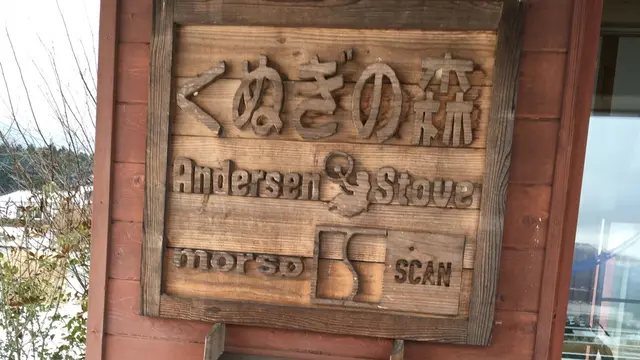 くぬぎの森
Andersen Stove
morsø SCAN